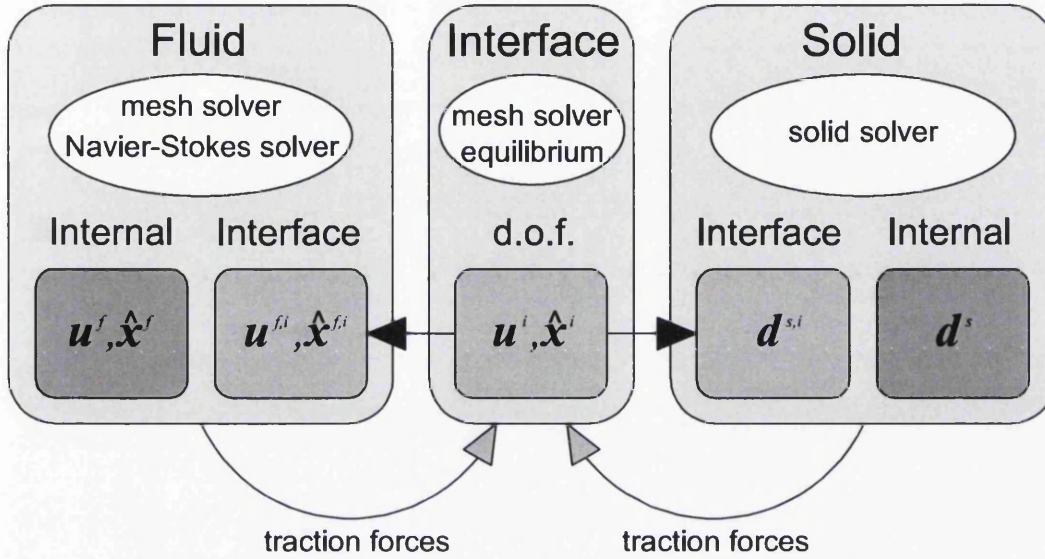 Fluid
mesh solver
Navier-Stokes solver
Internal Interface
u^f, x̂^f
u^{f,i}, x̂^{f,i}
Interface
mesh solver
equilibrium
d.o.f.
u^i, x̂^i
Solid
solid solver
Interface Internal
d^{s,i}
d^s
traction forces
traction forces